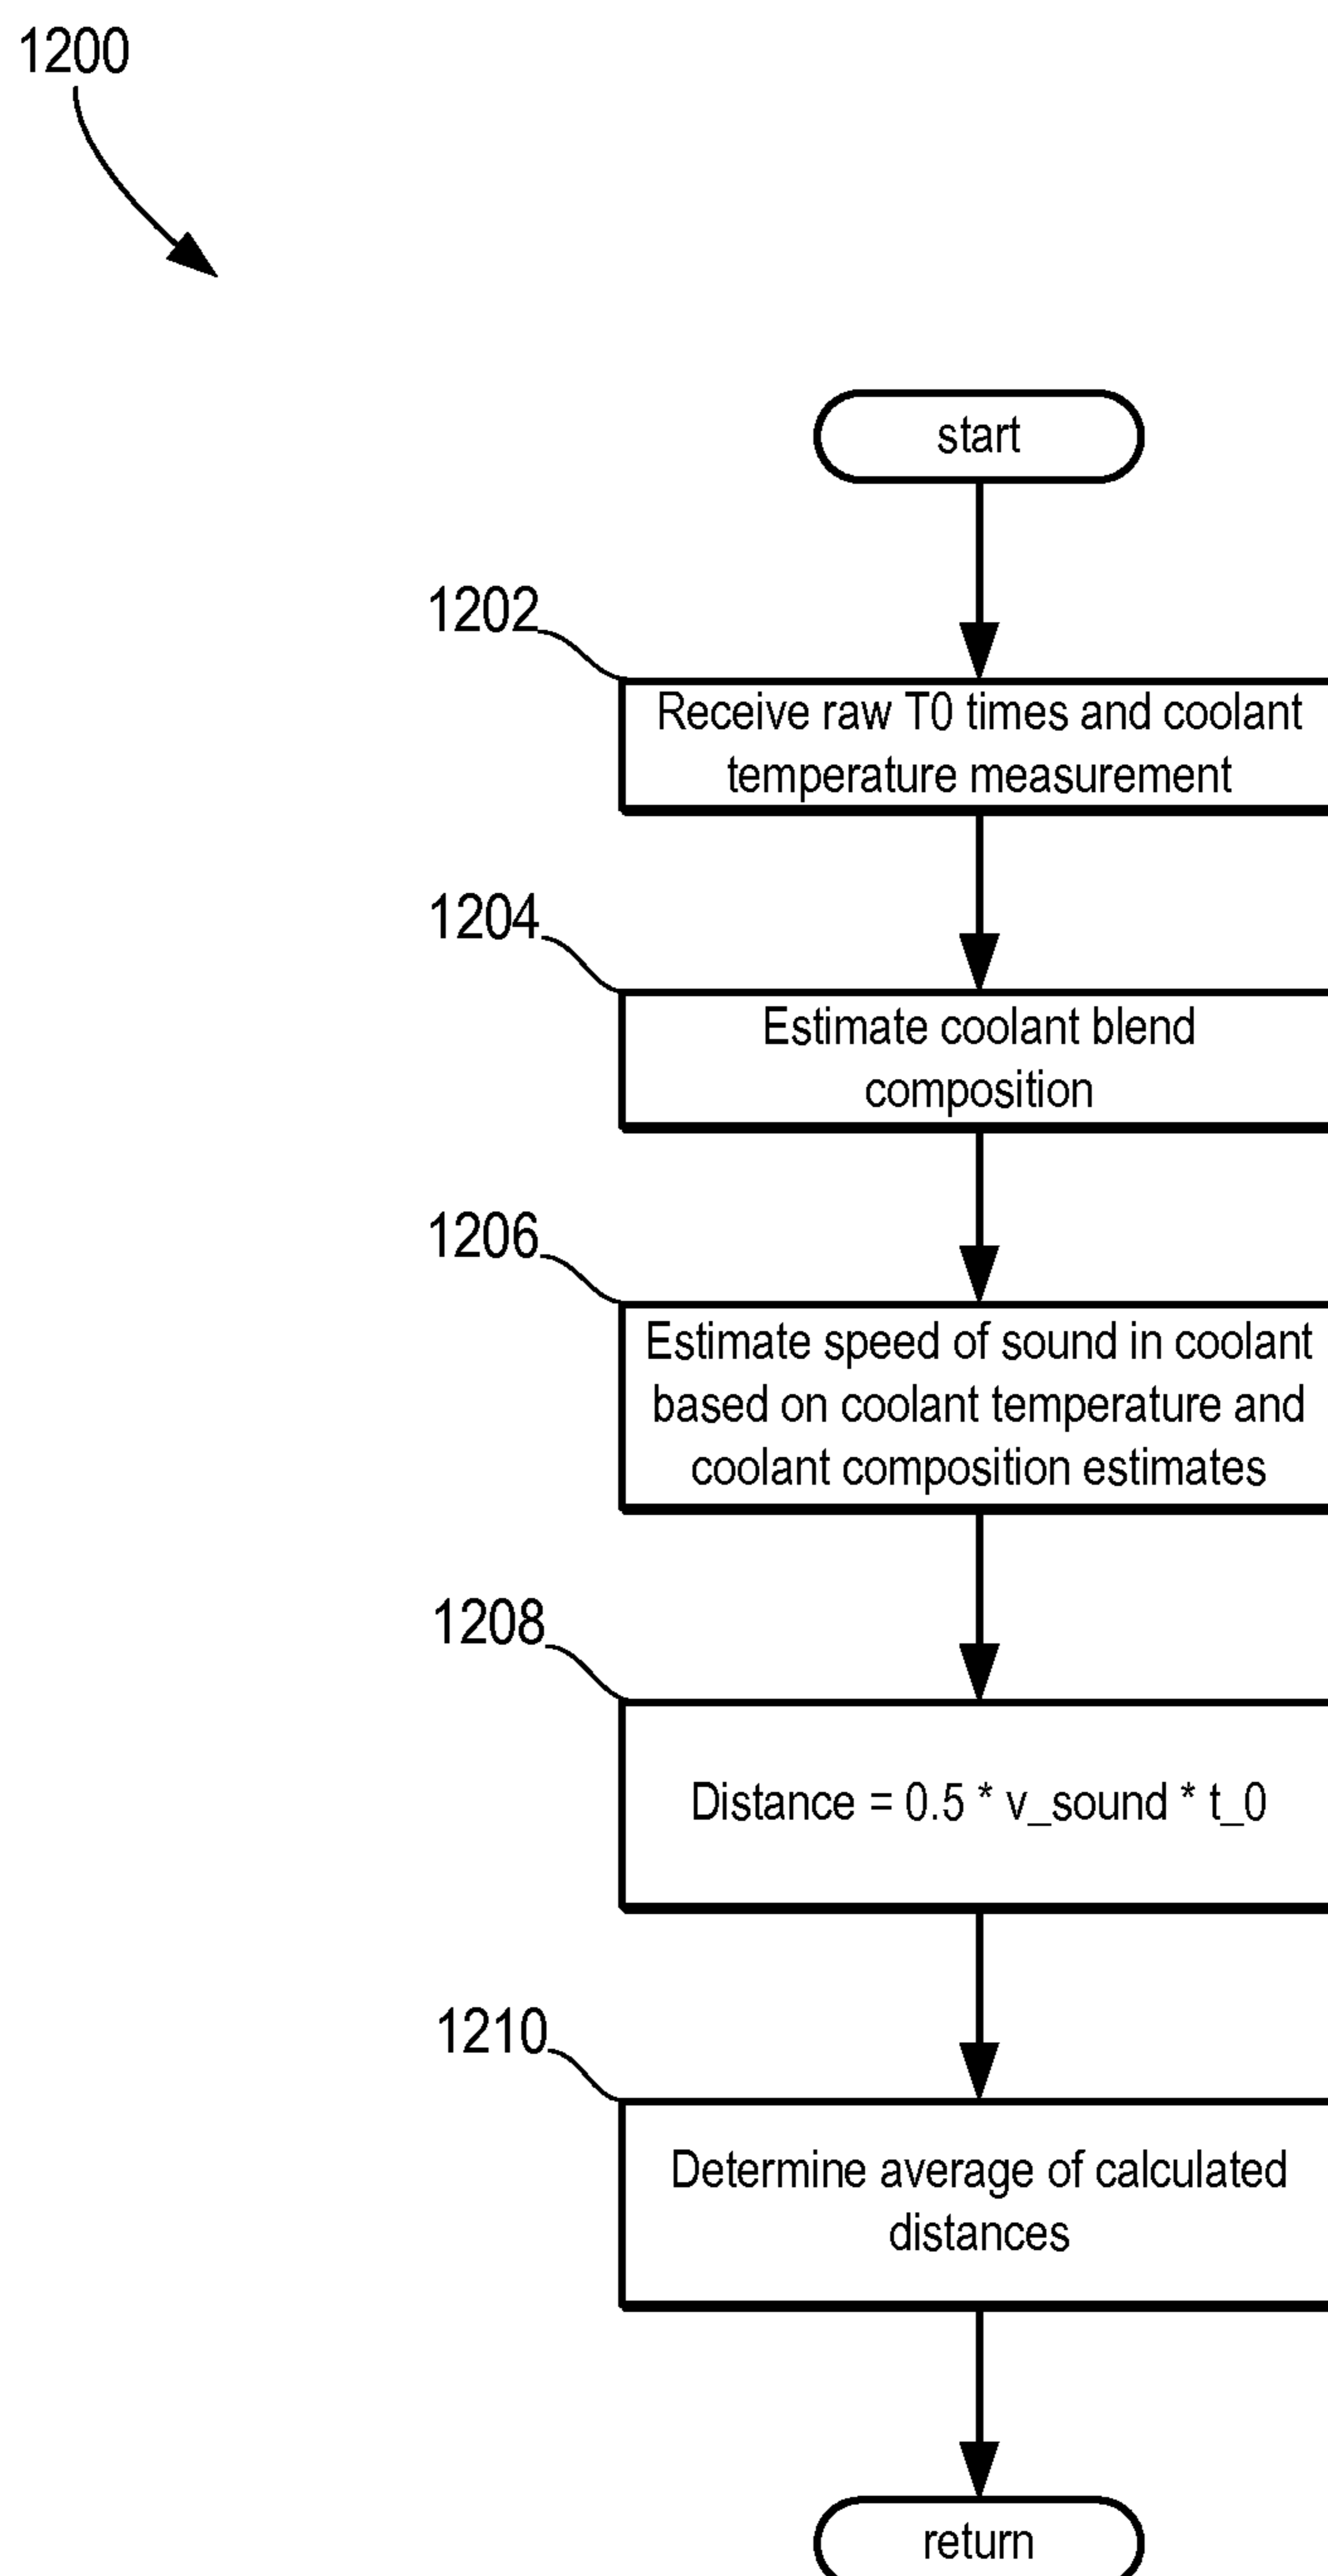 1200
start
1202
Receive raw T0 times and coolant
temperature measurement
1204
Estimate coolant blend
composition
1206
Estimate speed of sound in coolant
based on coolant temperature and
coolant composition estimates
1208
Distance = 0.5 * v_sound * t_0
1210
Determine average of calculated
distances
return